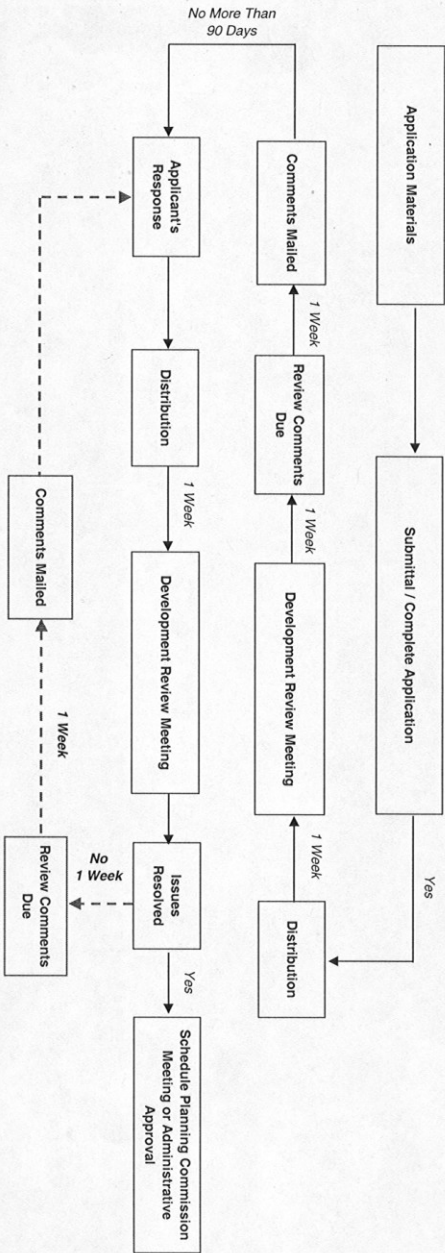 Application Materials
Submittal / Complete Application
Yes
Distribution
1 Week
Development Review Meeting
1 Week
Review Comments
Due
1 Week
Comments Mailed
No More Than
90 Days
Applicant's
Response
Distribution
1 Week
Development Review Meeting
Issues
Resolved
Yes
Schedule Planning Commission
Meeting or Administrative
Approval
No
1 Week
Review Comments
Due
1 Week
Comments Mailed